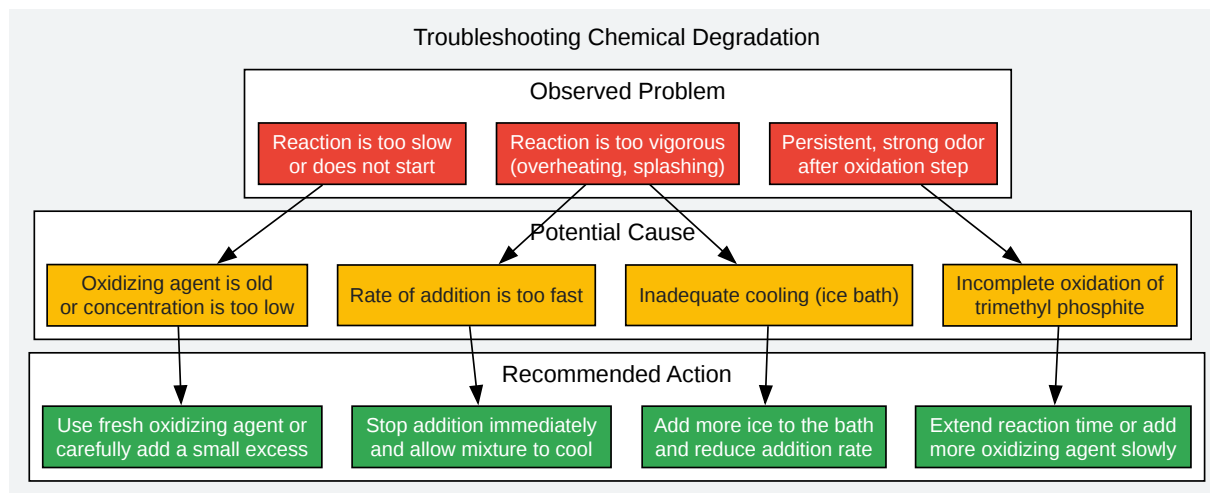 Troubleshooting Chemical Degradation
Observed Problem
Reaction is too slow
or does not start
Reaction is too vigorous
(overheating, splashing)
Persistent, strong odor
after oxidation step
Potential Cause
Oxidizing agent is old
or concentration is too low
Rate of addition is too fast
Inadequate cooling (ice bath)
Incomplete oxidation of
trimethyl phosphite
Recommended Action
Use fresh oxidizing agent or
carefully add a small excess
Stop addition immediately
and allow mixture to cool
Add more ice to the bath
and reduce addition rate
Extend reaction time or add
more oxidizing agent slowly